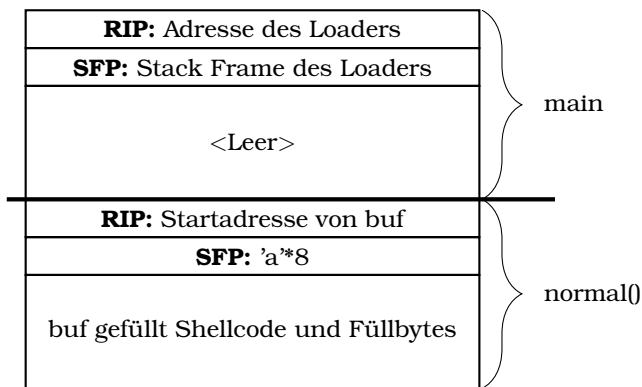 RIP: Adresse des Loaders
SFP: Stack Frame des Loaders
<Leer>
main
RIP: Startadresse von buf
SFP: 'a'*8
buf gefüllt Shellcode und Füllbytes
normal()